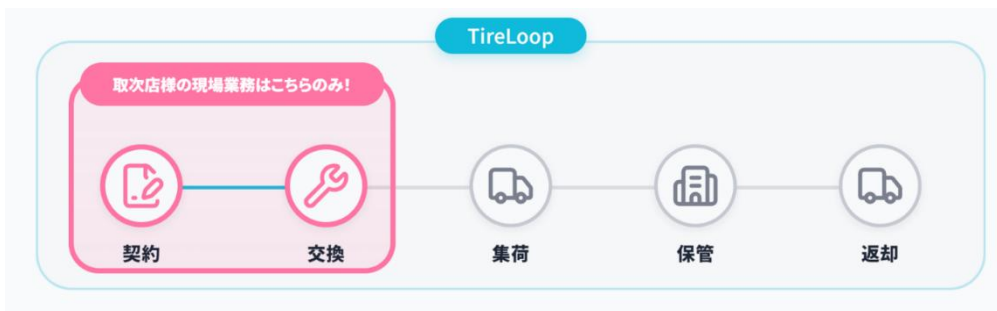 TireLoop
取次店様の現場業務はこちらのみ!
契約
交換
集荷
保管
返却